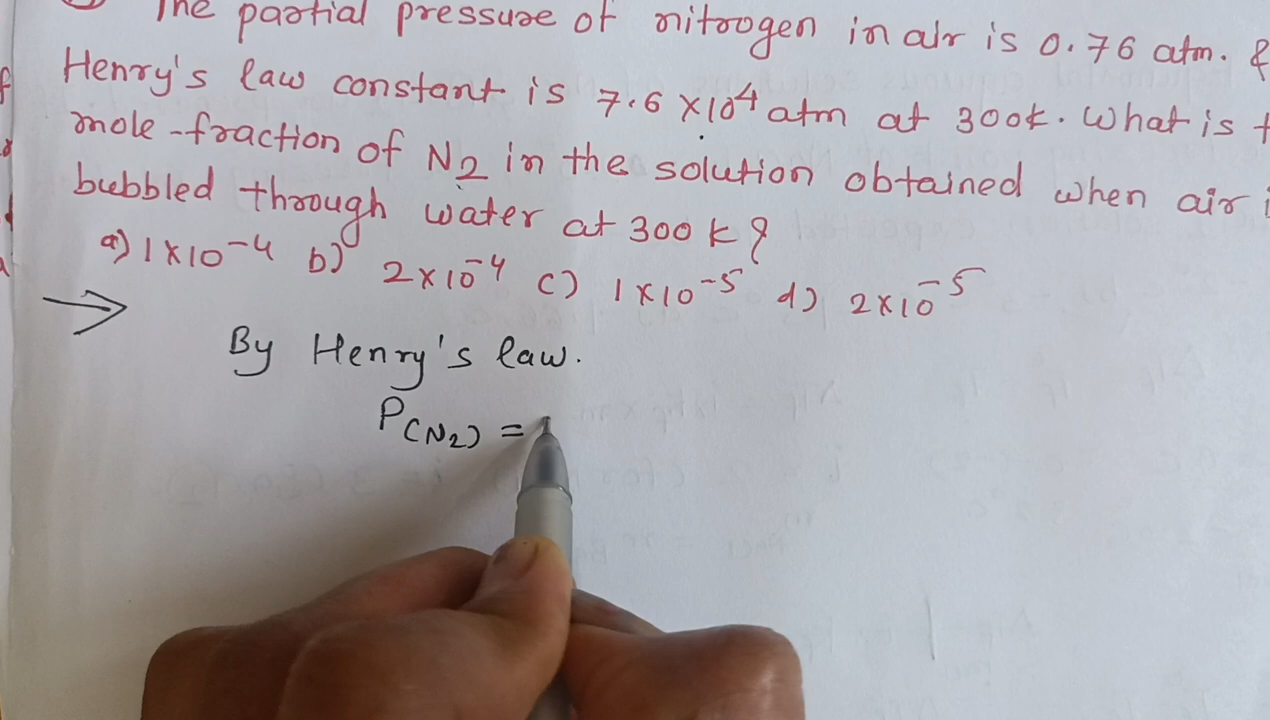 The partial pressure of nitrogen in air is 0.76 atm. &
Henry's law constant is 7.6 ×10⁴ atm at 300k. What is
mole-fraction of N2 in the solution obtained when air
bubbled through water at 300 k?
a) 1×10⁻⁴ b) 2×10⁻⁴ c) 1×10⁻⁵ d) 2×10⁻⁵
By Henry's law.
P(N₂) =